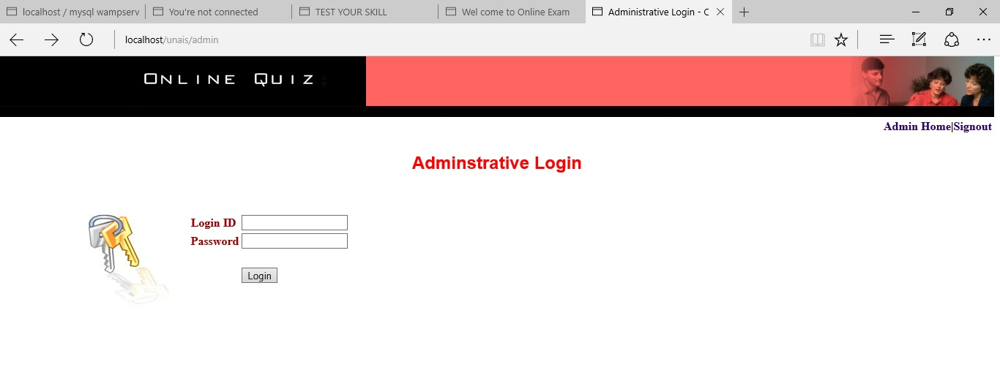 localhost / mysql wampserv
You're not connected
TEST YOUR SKILL
Wel come to Online Exam
Administrative Login - C
localhost/unais/admin
ONLINE QUIZ
Admin Home|Signout
Adminstrative Login
Login ID
Password
Login